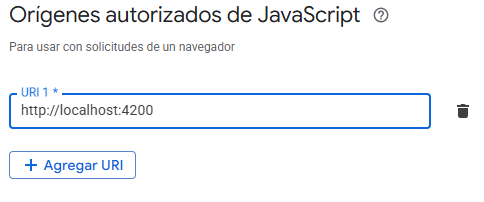 Orígenes autorizados de JavaScript
Para usar con solicitudes de un navegador
URI 1 *
http://localhost:4200
Agregar URI